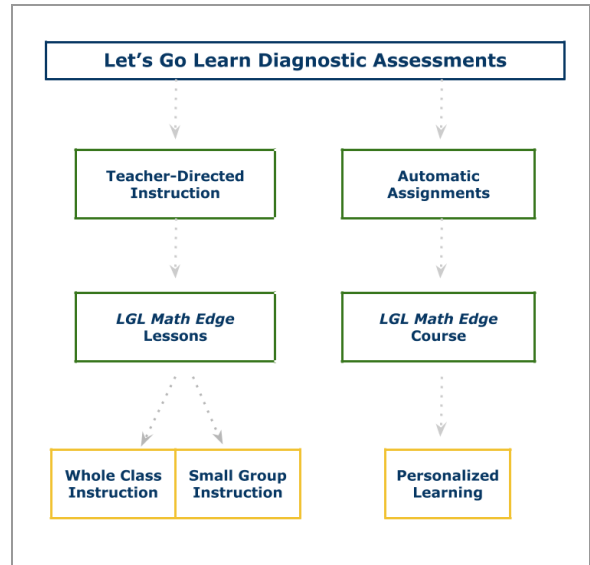 Let's Go Learn Diagnostic Assessments
Teacher-Directed
Instruction
Automatic
Assignments
LGL Math Edge
Lessons
LGL Math Edge
Course
Whole Class
Instruction
Small Group
Instruction
Personalized
Learning